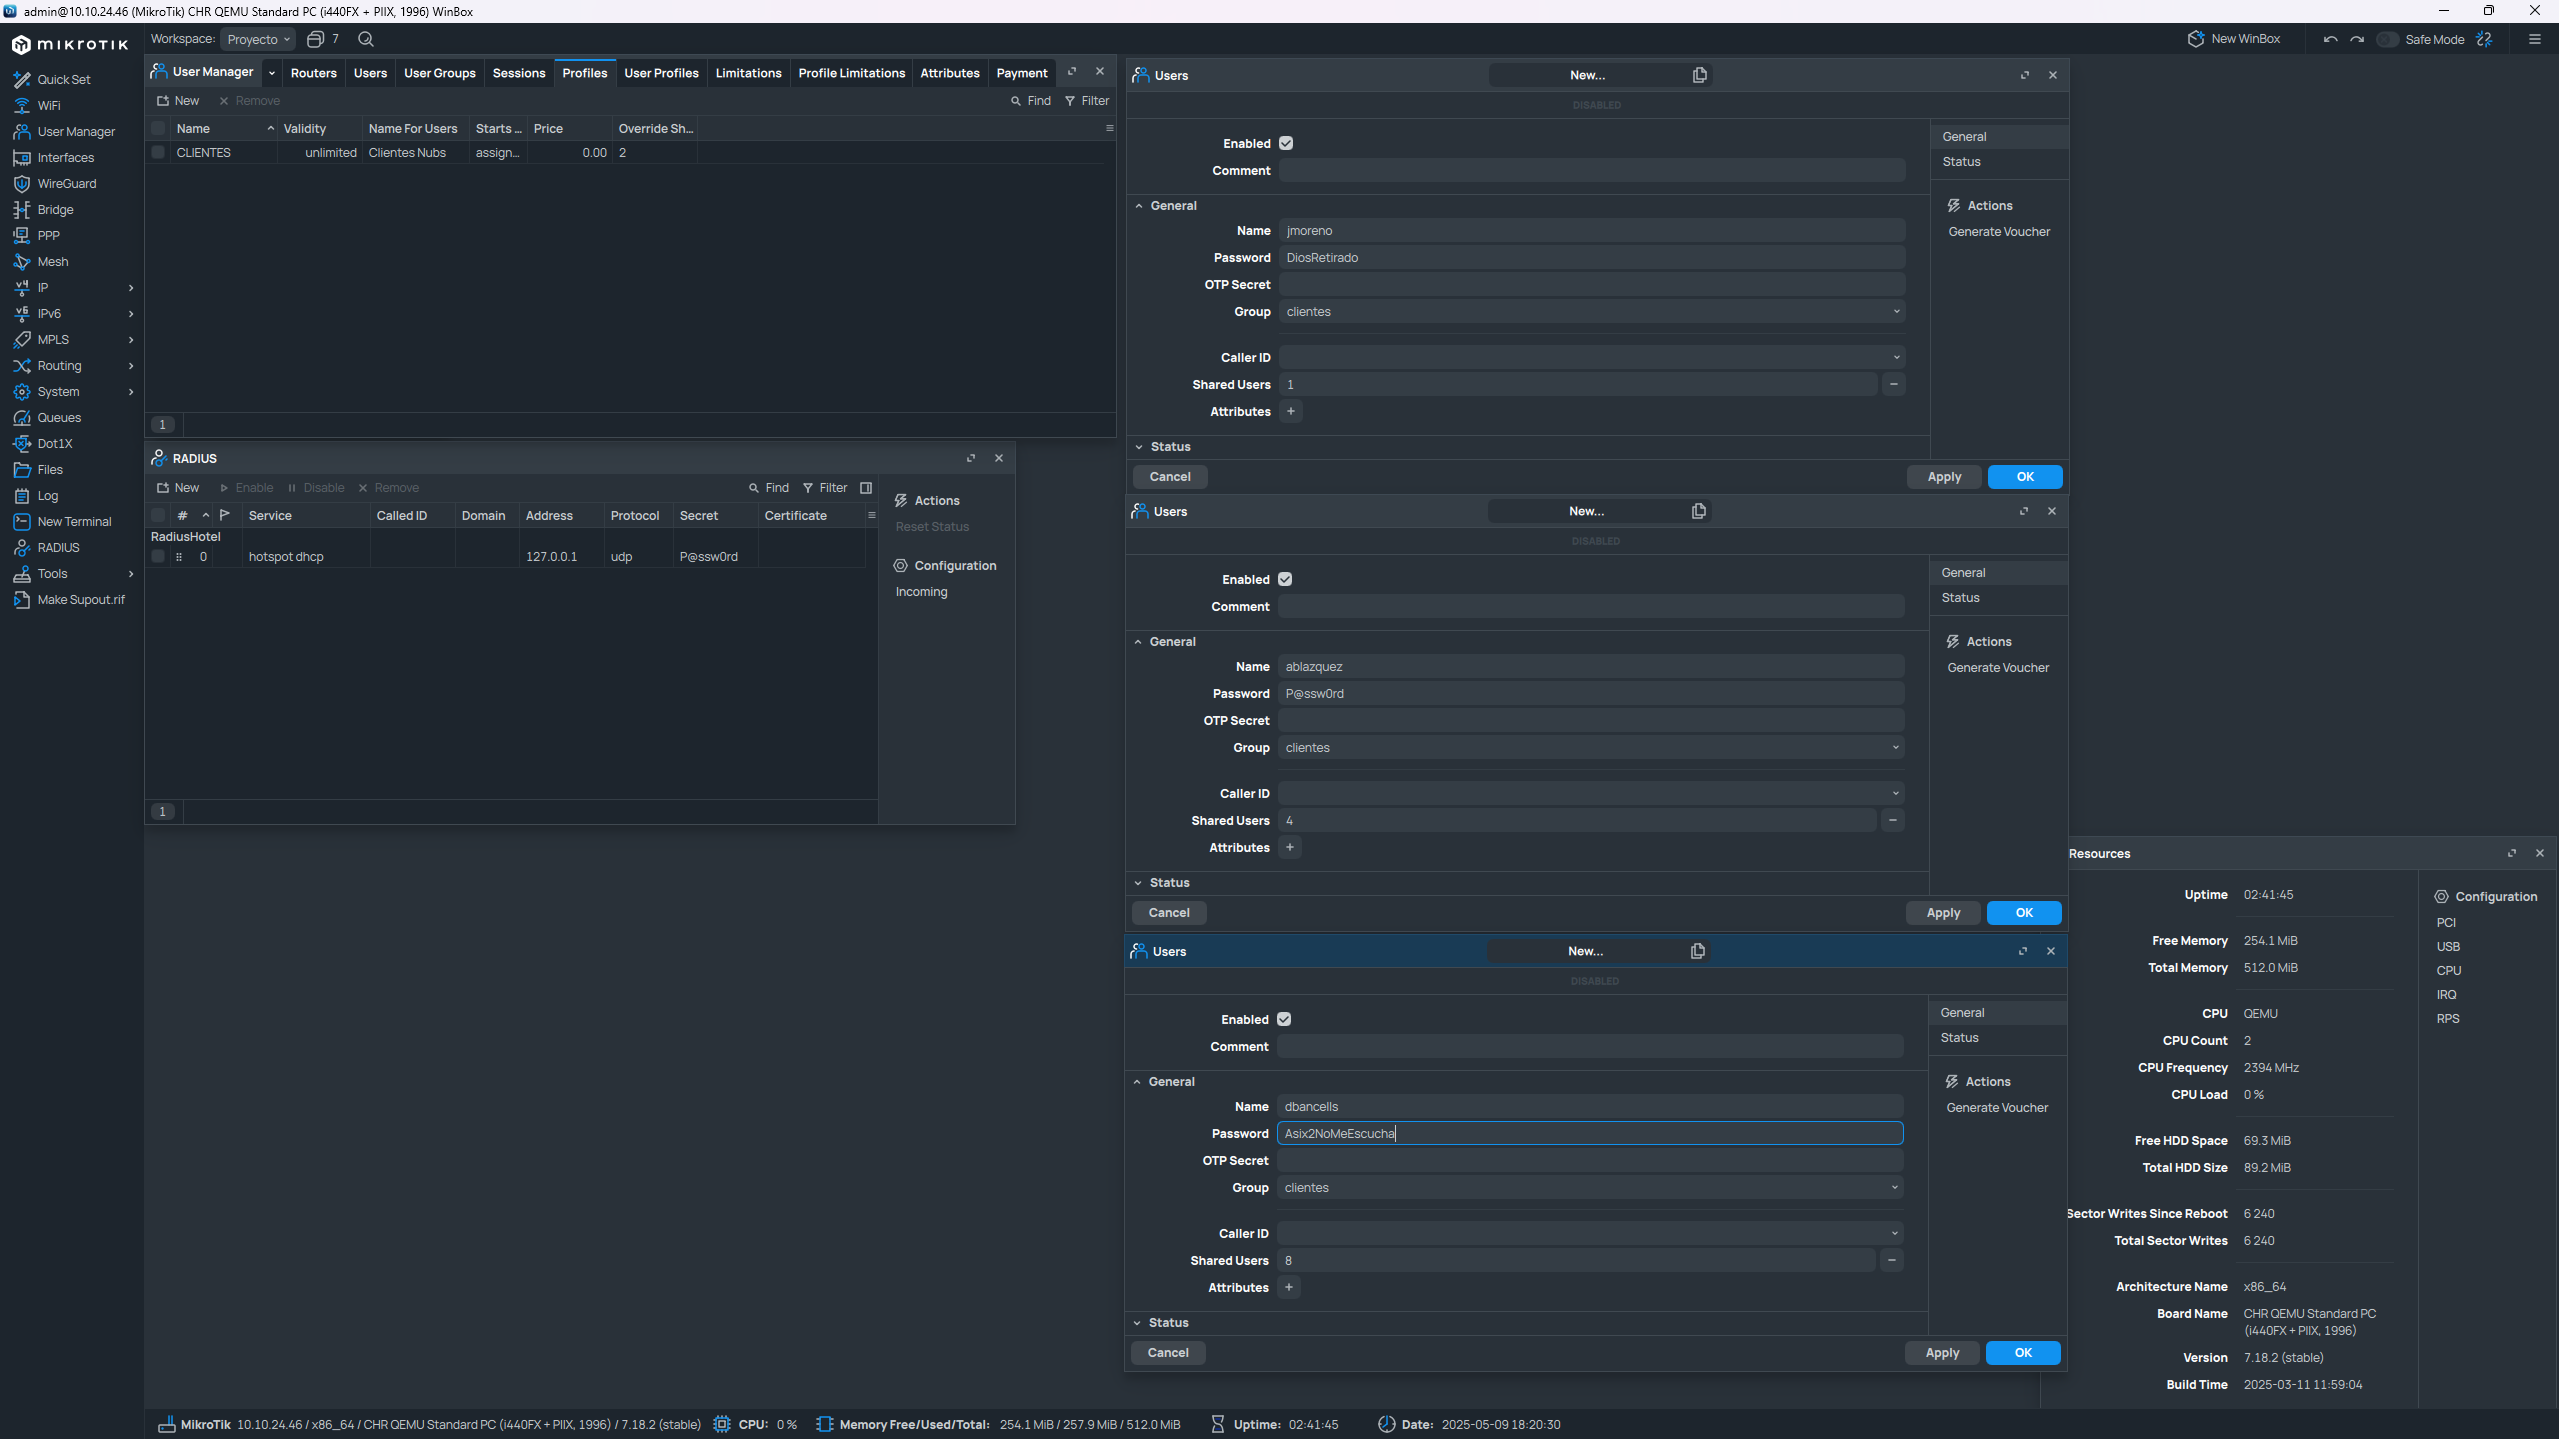 admin@10.10.24.46 (MikroTik) CHR QEMU Standard PC (i440FX + PIIX, 1996) WinBox
MIKROTIK
Workspace: Proyecto 7
New WinBox
Safe Mode
Quick Set
WiFi
User Manager
Interfaces
WireGuard
Bridge
PPP
Mesh
IP
IPv6
MPLS
Routing
System
Queues
Dot1X
Files
Log
New Terminal
RADIUS
Tools
Make Supout.rif
User Manager Routers Users User Groups Sessions Profiles User Profiles Limitations Profile Limitations Attributes Payment
New Remove Find Filter
Name Validity Name For Users Starts ... Price Override Sh...
CLIENTES unlimited Clientes Nubs assign... 0.00 2
1
RADIUS
New Enable Disable Remove Find Filter
# Service Called ID Domain Address Protocol Secret Certificate
RadiusHotel
0 hotspot dhcp 127.0.0.1 udp P@ssw0rd
Actions
Reset Status
Configuration
Incoming
1
Users New...
DISABLED
Enabled
Comment
General
Name jmoreno
Password DiosRetirado
OTP Secret
Group clientes
Caller ID
Shared Users 1
Attributes +
Status
Cancel Apply OK
General
Status
Actions
Generate Voucher
Users New...
DISABLED
Enabled
Comment
General
Name ablazquez
Password P@ssw0rd
OTP Secret
Group clientes
Caller ID
Shared Users 4
Attributes +
Status
Cancel Apply OK
General
Status
Actions
Generate Voucher
Users New...
DISABLED
Enabled
Comment
General
Name dbancells
Password Asix2NoMeEscucha
OTP Secret
Group clientes
Caller ID
Shared Users 8
Attributes +
Status
Cancel Apply OK
General
Status
Actions
Generate Voucher
Resources
Uptime 02:41:45
Free Memory 254.1 MiB
Total Memory 512.0 MiB
CPU QEMU
CPU Count 2
CPU Frequency 2394 MHz
CPU Load 0 %
Free HDD Space 69.3 MiB
Total HDD Size 89.2 MiB
Sector Writes Since Reboot 6 240
Total Sector Writes 6 240
Architecture Name x86_64
Board Name CHR QEMU Standard PC
(i440FX + PIIX, 1996)
Version 7.18.2 (stable)
Build Time 2025-03-11 11:59:04
Configuration
PCI
USB
CPU
IRQ
RPS
MikroTik 10.10.24.46 / x86_64 / CHR QEMU Standard PC (i440FX + PIIX, 1996) / 7.18.2 (stable) CPU: 0 % Memory Free/Used/Total: 254.1 MiB / 257.9 MiB / 512.0 MiB Uptime: 02:41:45 Date: 2025-05-09 18:20:30